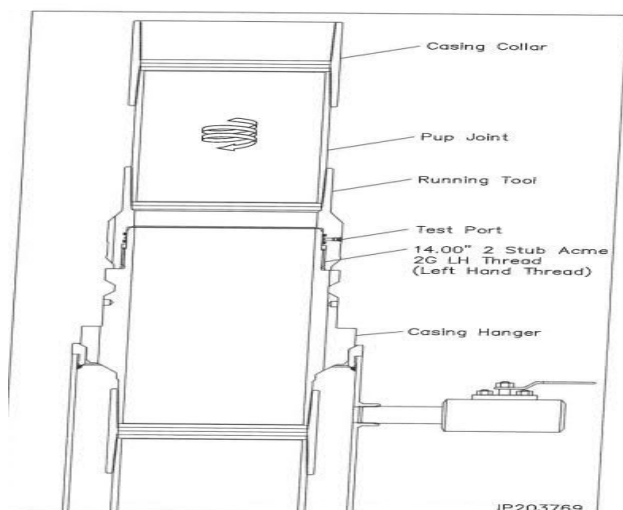 Casing Collar
Pup Joint
Running Tool
Test Port
14.00" 2 Stub Acme
2G LH Thread
(Left Hand Thread)
Casing Hanger
JP203769